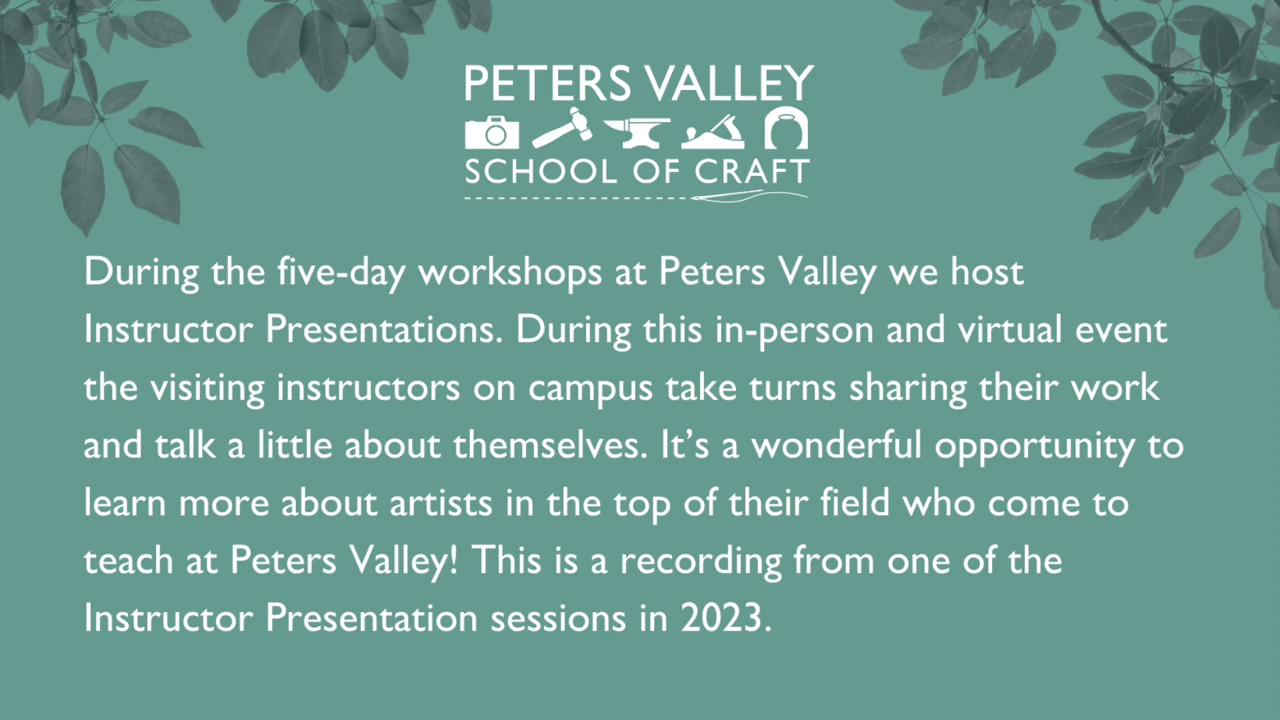 PETERS VALLEY
SCHOOL OF CRAFT
During the five-day workshops at Peters Valley we host
Instructor Presentations. During this in-person and virtual event
the visiting instructors on campus take turns sharing their work
and talk a little about themselves. It’s a wonderful opportunity to
learn more about artists in the top of their field who come to
teach at Peters Valley! This is a recording from one of the
Instructor Presentation sessions in 2023.